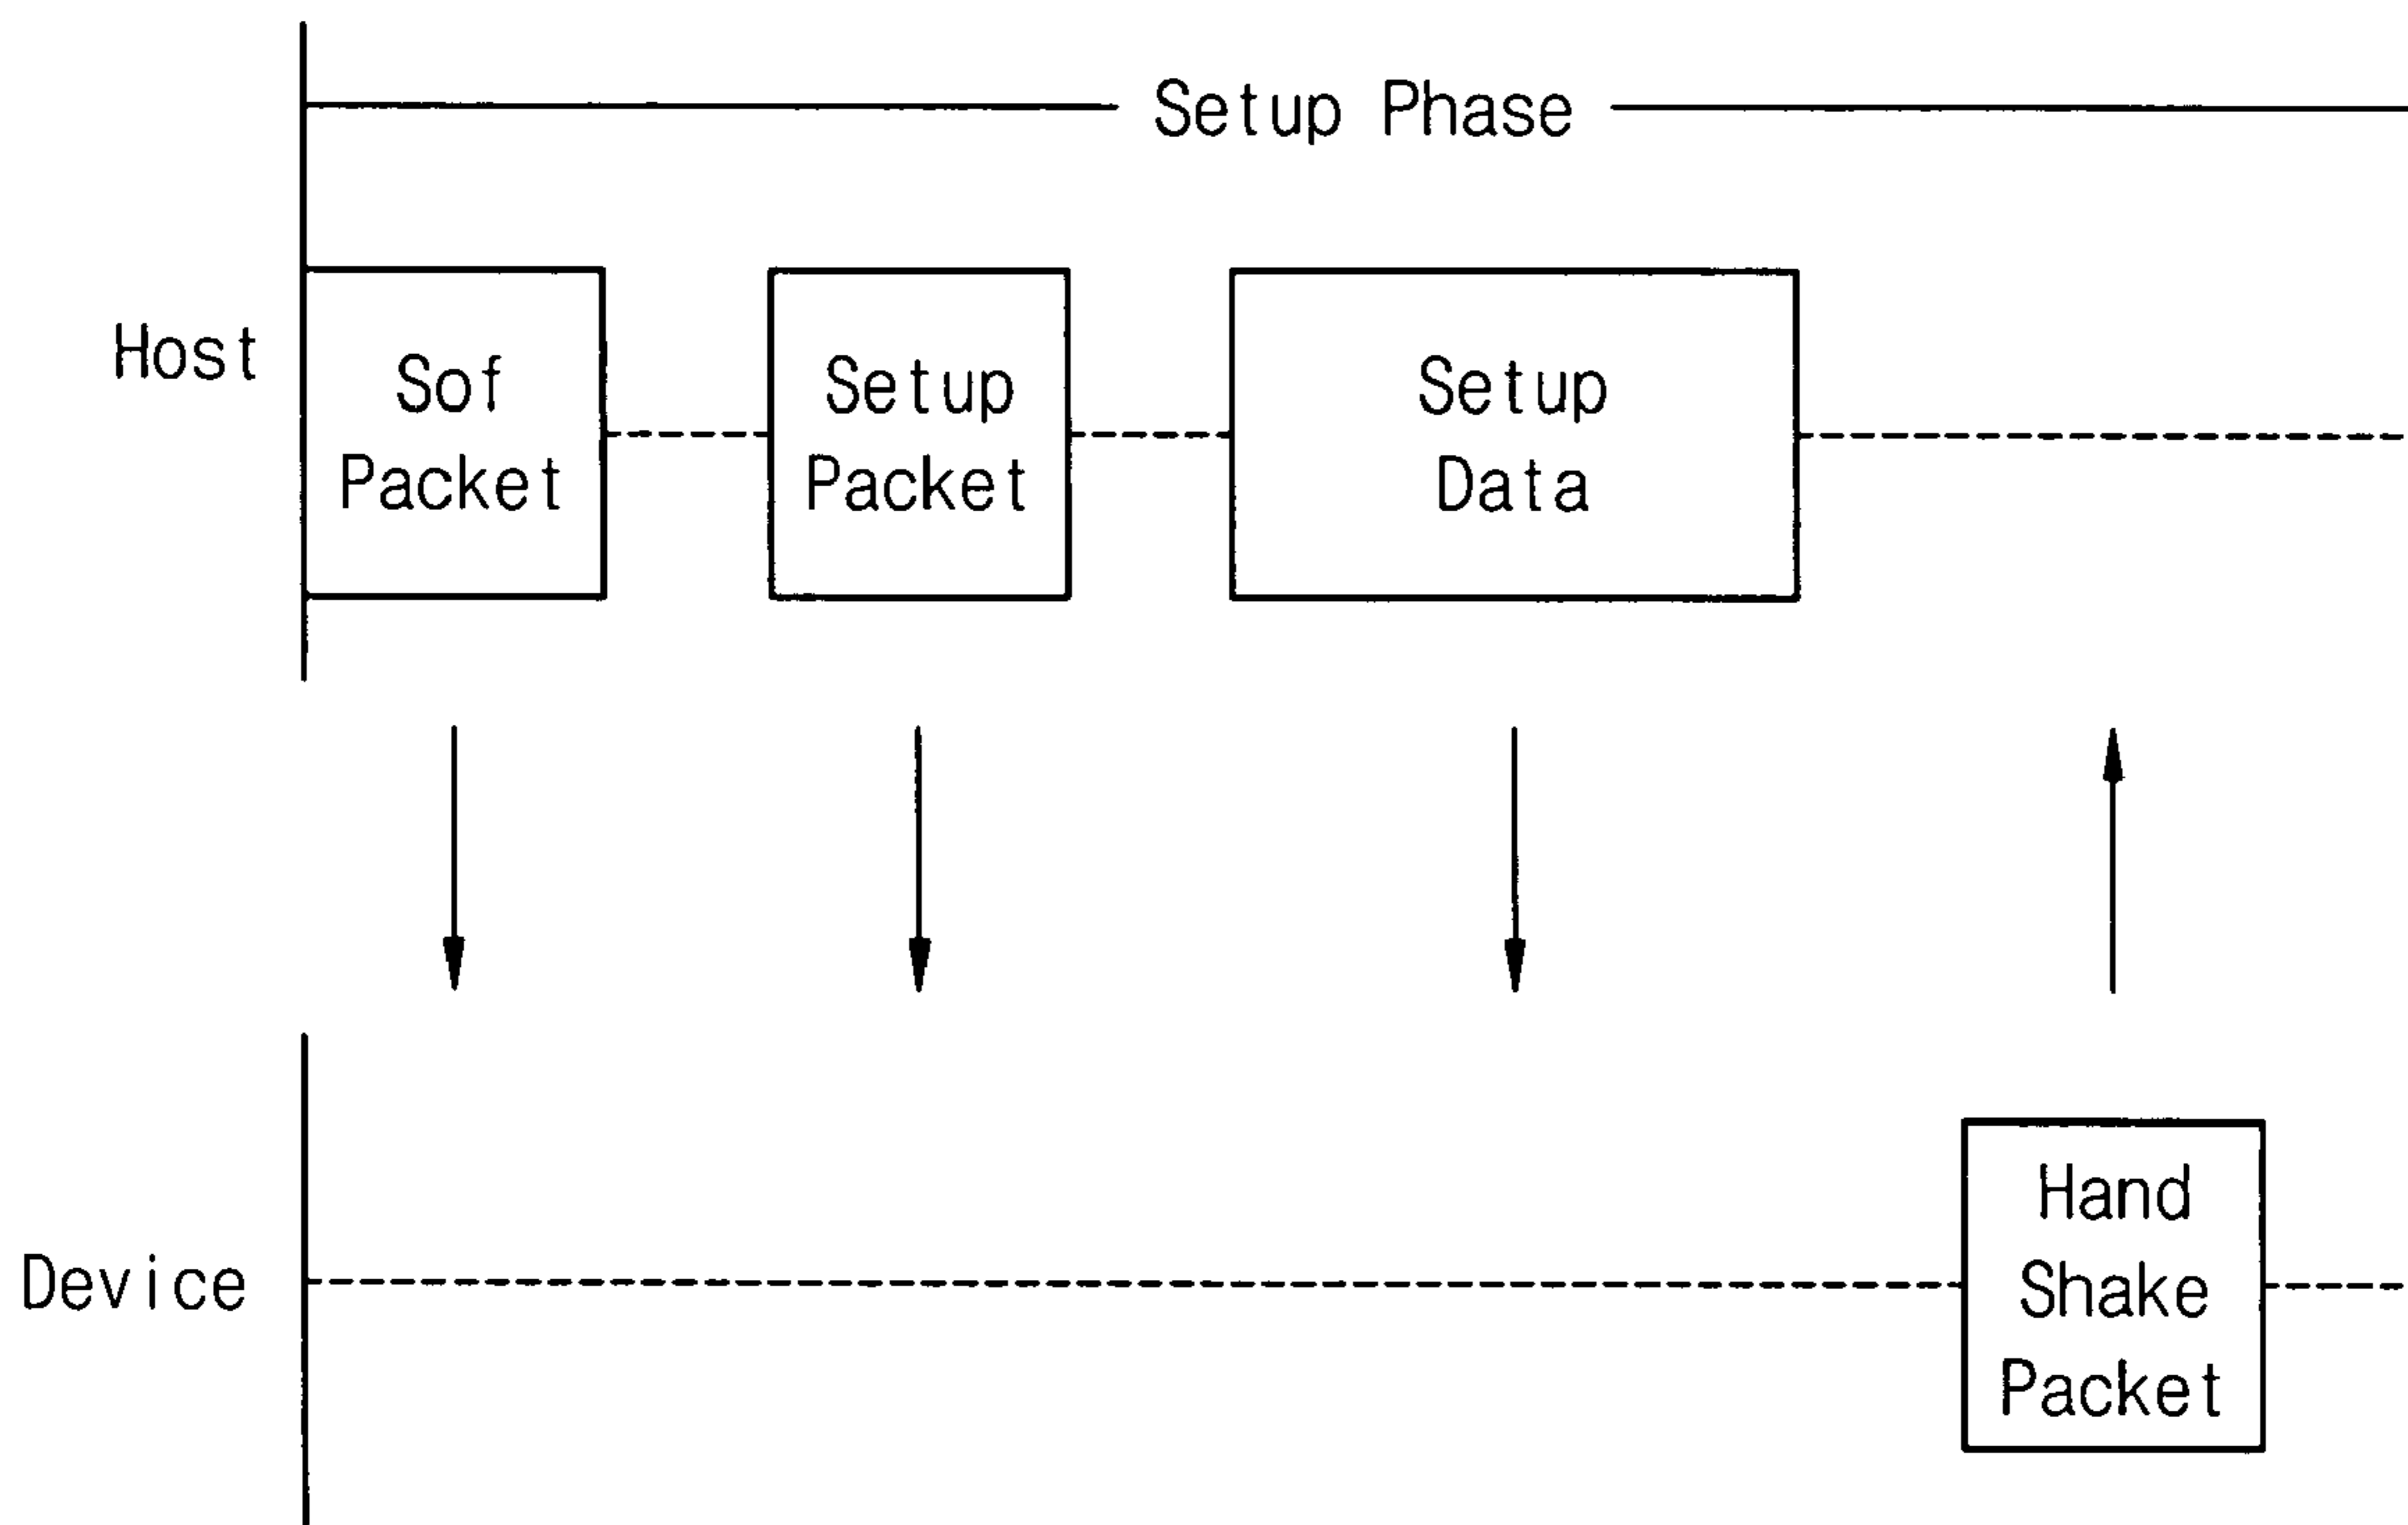 Setup Phase
Host
Sof
Packet
Setup
Packet
Setup
Data
Device
Hand
Shake
Packet